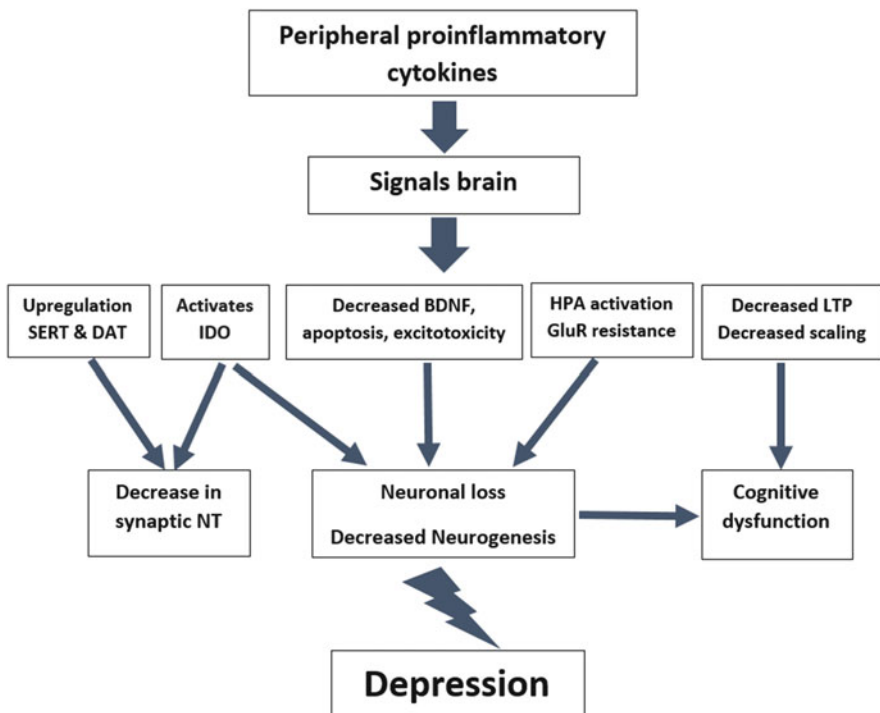 Peripheral proinflammatory
cytokines
Signals brain
Upregulation
SERT & DAT
Activates
IDO
Decreased BDNF,
apoptosis, excitotoxicity
HPA activation
GluR resistance
Decreased LTP
Decreased scaling
Decrease in
synaptic NT
Neuronal loss
Decreased Neurogenesis
Cognitive
dysfunction
Depression